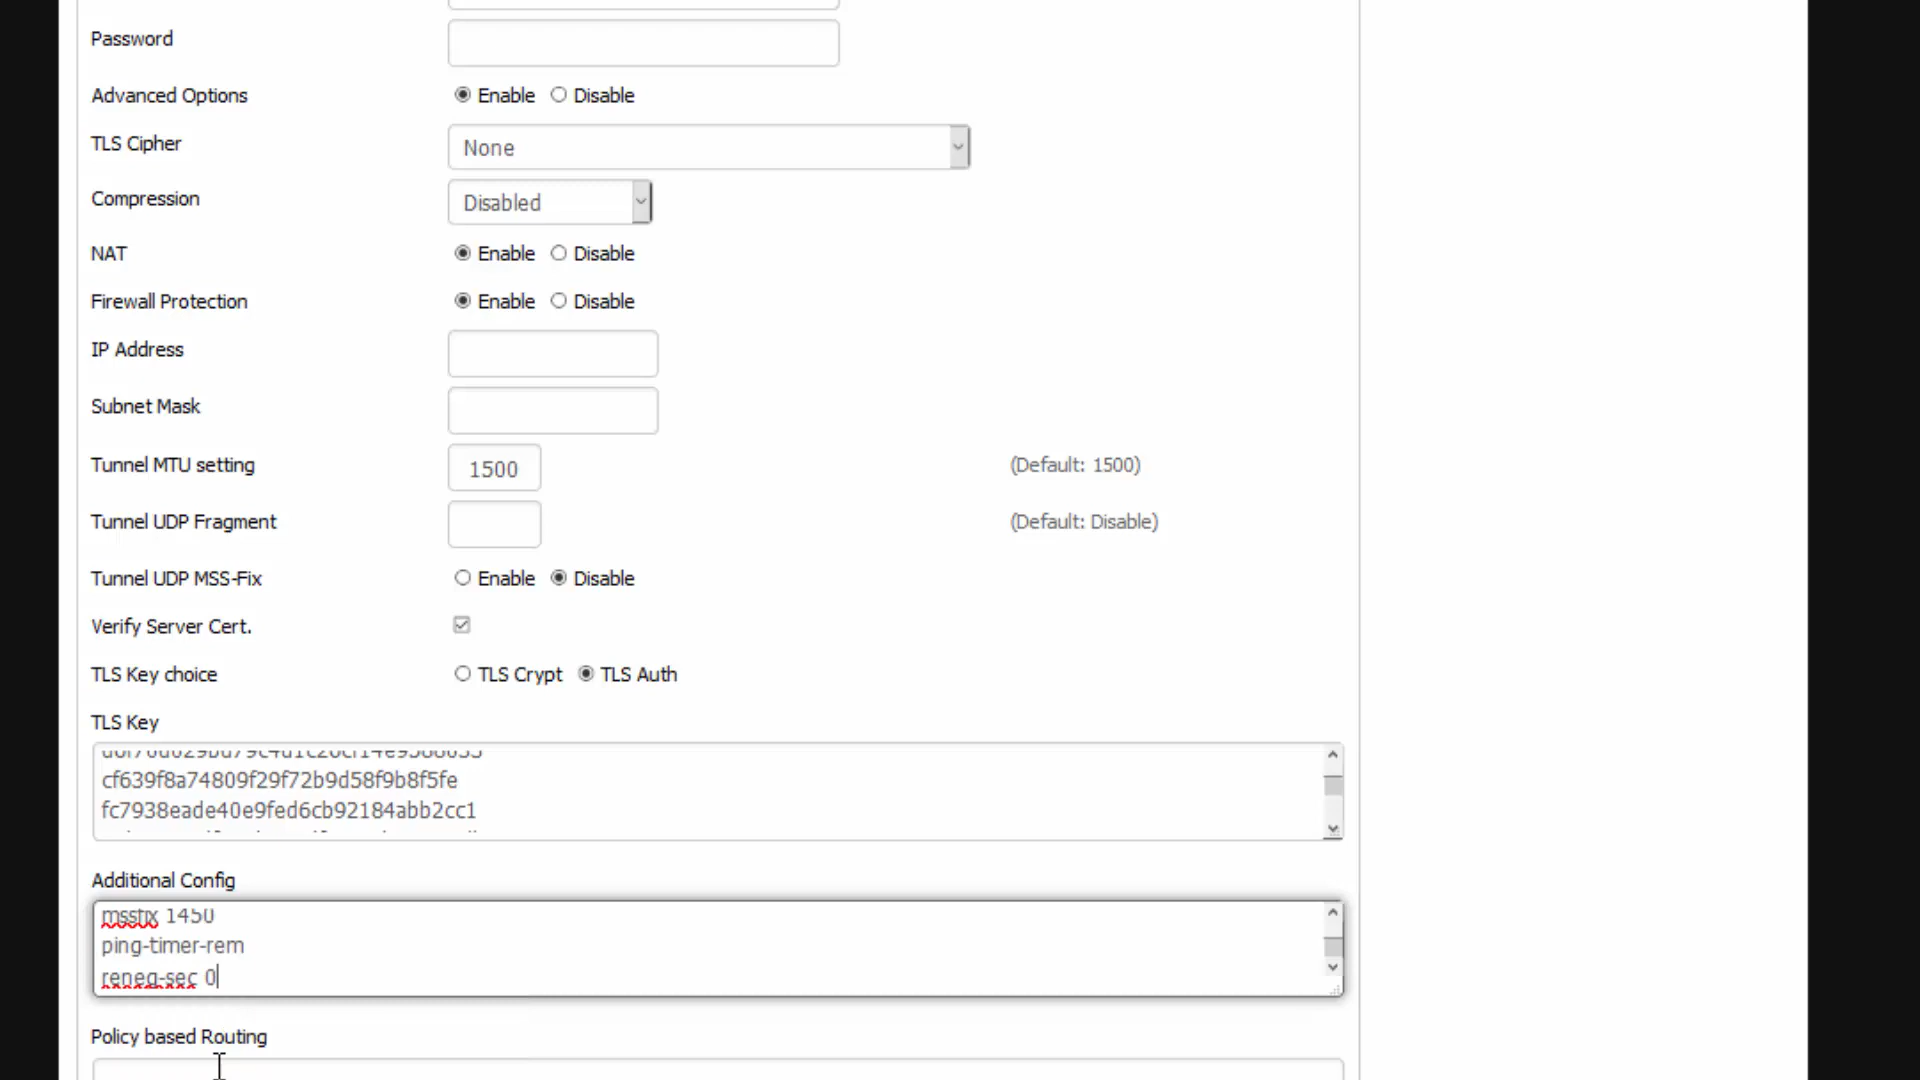 Password
Advanced Options Enable Disable
TLS Cipher None
Compression Disabled
NAT Enable Disable
Firewall Protection Enable Disable
IP Address
Subnet Mask
Tunnel MTU setting 1500 (Default: 1500)
Tunnel UDP Fragment (Default: Disable)
Tunnel UDP MSS-Fix Enable Disable
Verify Server Cert.
TLS Key choice TLS Crypt TLS Auth
TLS Key
cf639f8a74809f29f72b9d58f9b8f5fe
fc7938eade40e9fed6cb92184abb2cc1
Additional Config
mssfix 1450
ping-timer-rem
reneg-sec 0
Policy based Routing